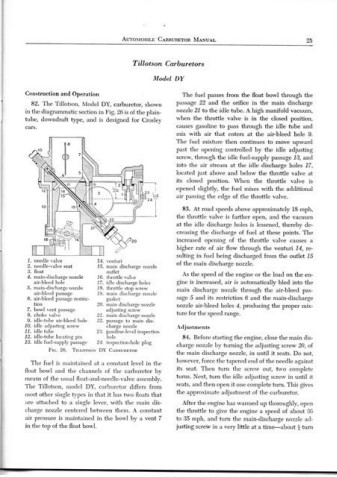 AUTOMOBILE CARBURETOR MANUAL 25
Tillotson Carburetors
Model DY
Construction and Operation
82. The Tillotson, Model DY, carburetor, shown
in the diagrammatic section in Fig. 26 is of the plain-
tube, downdraft type, and is designed for Crosley
cars.
1. needle valve
2. needle-valve seat
3. float
4. main-discharge nozzle
air-bleed hole
5. main-discharge nozzle
air-bleed passage
6. air-bleed passage restric-
tion
7. bowl vent passage
8. choke valve
9. idle-tube air-bleed hole
10. idle adjusting screw
11. idle tube
12. idle-tube locating pin
13. idle fuel-supply passage
14. venturi
15. main discharge nozzle
outlet
16. throttle valve
17. idle discharge holes
18. throttle stop screw
19. main discharge nozzle
gasket
20. main discharge nozzle
adjusting screw
21. main discharge nozzle
22. passage to main dis-
charge nozzle
23. gasoline-level inspection
hole
24. inspection-hole plug
FIG. 26. TILLOTSON DY CARBURETOR
The fuel is maintained at a constant level in the
float bowl and the channels of the carburetor by
means of the usual float-and-needle-valve assembly.
The Tillotson, model DY, carburetor differs from
most other single types in that it has two floats that
are attached to a single lever, with the main dis-
charge nozzle centered between them. A constant
air pressure is maintained in the bowl by a vent 7
in the top of the float bowl.
The fuel passes from the float bowl through the
passage 22 and the orifice in the main discharge
nozzle 21 to the idle tube. A high manifold vacuum,
when the throttle valve is in the closed position,
causes gasoline to pass through the idle tube and
mix with air that enters at the air-bleed hole 9.
The fuel mixture then continues to move upward
past the opening controlled by the idle adjusting
screw, through the idle fuel-supply passage 13, and
into the air stream at the idle discharge holes 17,
located just above and below the throttle valve at
its closed position. When the throttle valve is
opened slightly, the fuel mixes with the additional
air passing the edge of the throttle valve.
83. At road speeds above approximately 18 mph,
the throttle valve is farther open, and the vacuum
at the idle discharge holes is lessened, thereby de-
creasing the discharge of fuel at these points. The
increased opening of the throttle valve causes a
higher rate of air flow through the venturi 14, re-
sulting in fuel being discharged from the outlet 15
of the main discharge nozzle.
As the speed of the engine or the load on the en-
gine is increased, air is automatically bled into the
main discharge nozzle through the air-bleed pas-
sage 5 and its restriction 6 and the main-discharge
nozzle air-bleed holes 4, producing the proper mix-
ture for the speed range.
Adjustments
84. Before starting the engine, close the main dis-
charge nozzle by turning the adjusting screw 20, of
the main discharge nozzle, in until it seats. Do not,
however, force the tapered end of the needle against
its seat. Then turn the screw out, two complete
turns. Next, turn the idle adjusting screw in until it
seats, and then open it one complete turn. This gives
the approximate adjustment of the carburetor.
After the engine has warmed up thoroughly, open
the throttle to give the engine a speed of about 30
to 35 mph, and turn the main-discharge nozzle ad-
justing screw in a very little at a time—about ¼ turn